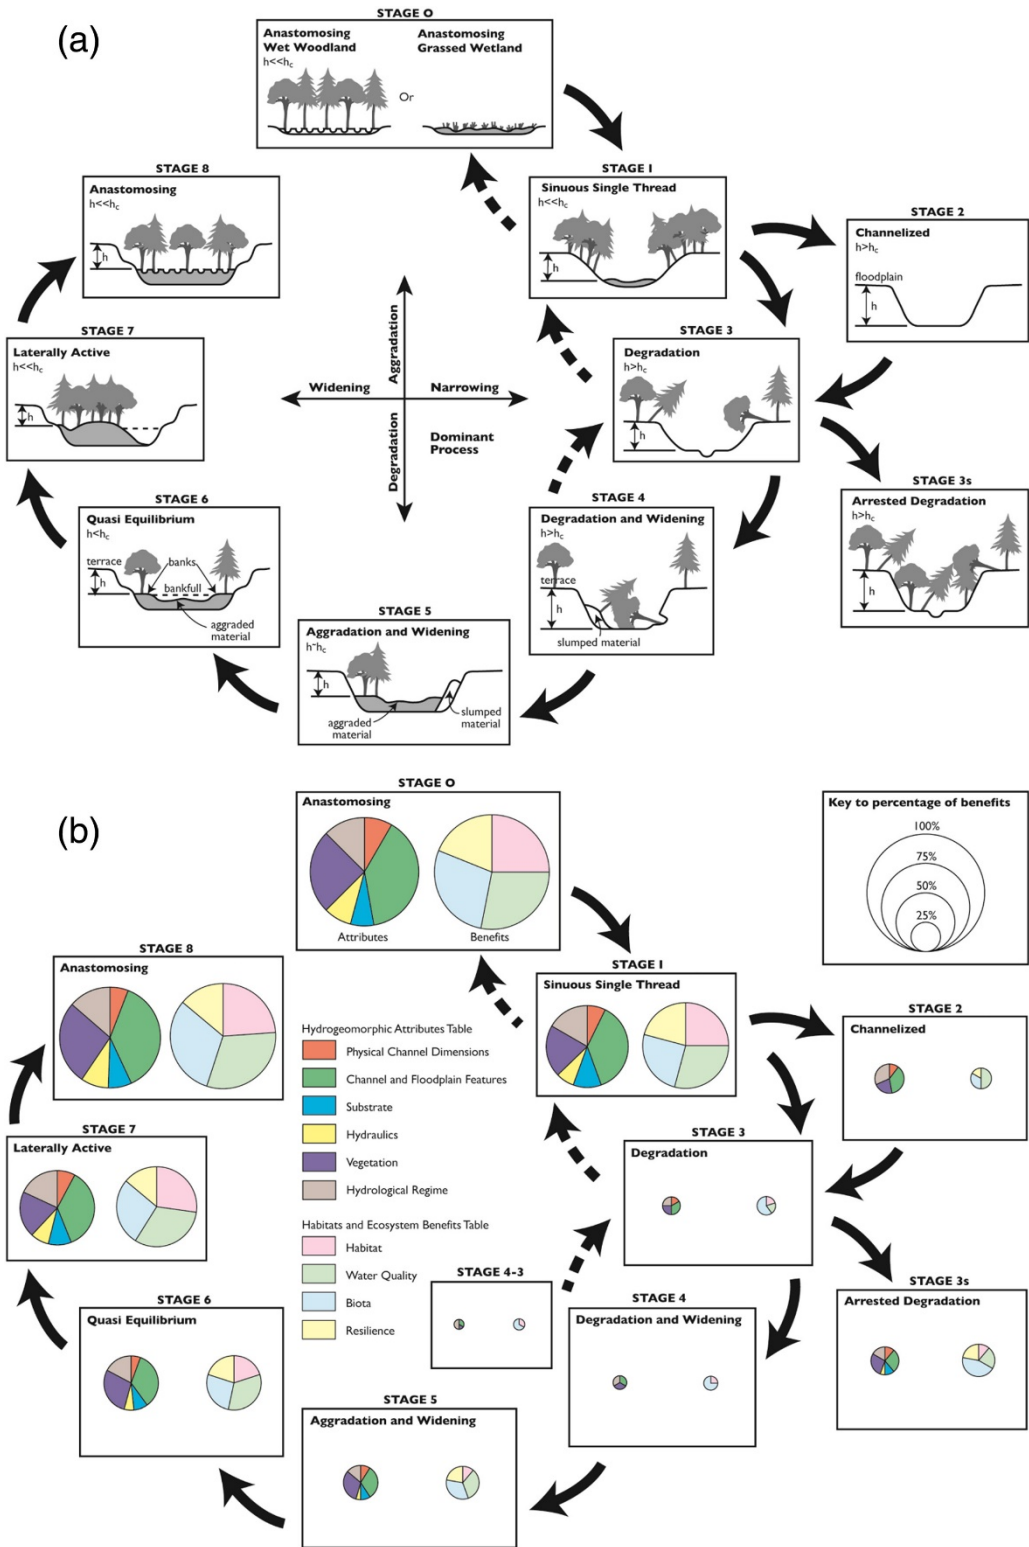 (a)
STAGE O
Anastomosing
Wet Woodland
h<<hc
Or
Anastomosing
Grassed Wetland
STAGE 1
Sinuous Single Thread
h<<hc
h
STAGE 2
Channelized
h>hc
floodplain
h
STAGE 8
Anastomosing
h<<hc
h
STAGE 7
Laterally Active
h<<hc
h
Aggradation
Widening
Narrowing
Degradation
Dominant
Process
STAGE 3
Degradation
h>hc
h
STAGE 3s
Arrested Degradation
h>hc
h
STAGE 6
Quasi Equilibrium
h<hc
terrace
banks
h
bankfull
aggraded
material
STAGE 4
Degradation and Widening
h>hc
terrace
h
slumped material
STAGE 5
Aggradation and Widening
h~hc
h
aggraded
material
slumped
material
(b)
STAGE O
Anastomosing
Attributes
Benefits
Key to percentage of benefits
100%
75%
50%
25%
STAGE 8
Anastomosing
STAGE 1
Sinuous Single Thread
STAGE 2
Channelized
Hydrogeomorphic Attributes Table
Physical Channel Dimensions
Channel and Floodplain Features
Substrate
Hydraulics
Vegetation
Hydrological Regime
Habitats and Ecosystem Benefits Table
Habitat
Water Quality
Biota
Resilience
STAGE 7
Laterally Active
STAGE 3
Degradation
STAGE 4-3
STAGE 3s
Arrested Degradation
STAGE 6
Quasi Equilibrium
STAGE 4
Degradation and Widening
STAGE 5
Aggradation and Widening